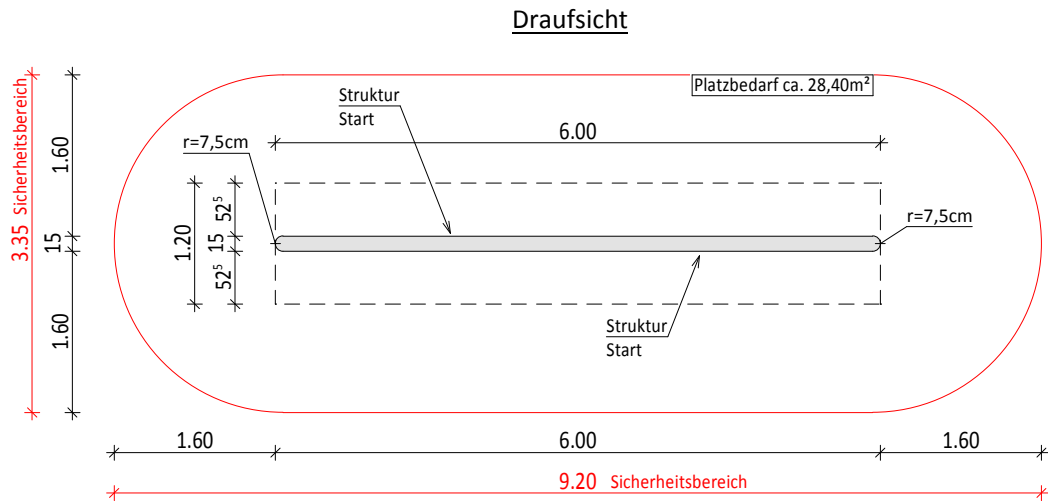 Draufsicht
Platzbedarf ca. 28,40m²
Struktur
Start
6.00
r=7,5cm
r=7,5cm
3.35 Sicherheitsbereich
1.60
15
1.60
1.20
52⁵
15
52⁵
Struktur
Start
1.60
6.00
1.60
9.20 Sicherheitsbereich